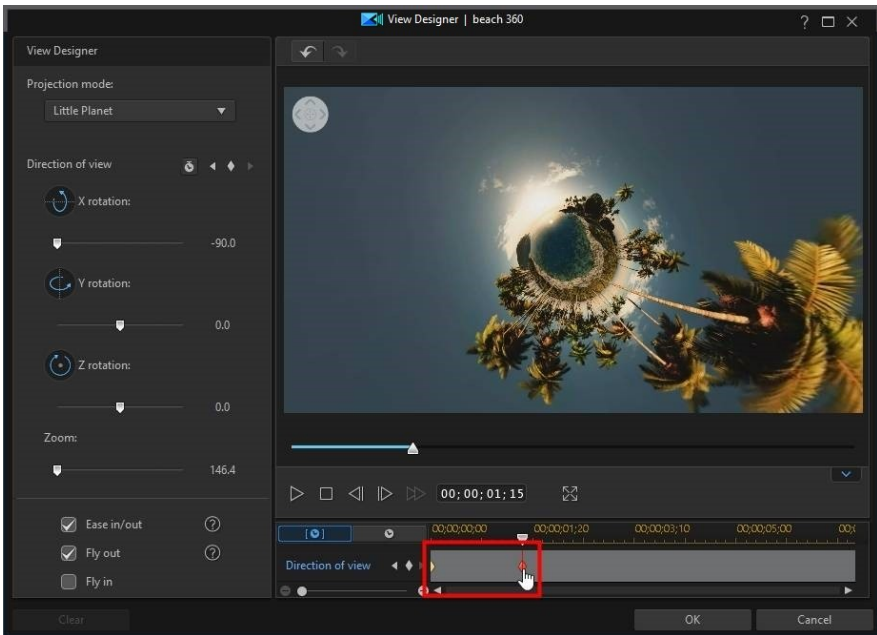 View Designer | beach 360
View Designer
Projection mode:
Little Planet
Direction of view
X rotation:
-90.0
Y rotation:
0.0
Z rotation:
0.0
Zoom:
146.4
Ease in/out
Fly out
Fly in
00;00;01;15
00;00;00;00 00;00;01;20 00;00;03;10 00;00;05;00
Direction of view
Clear
OK Cancel